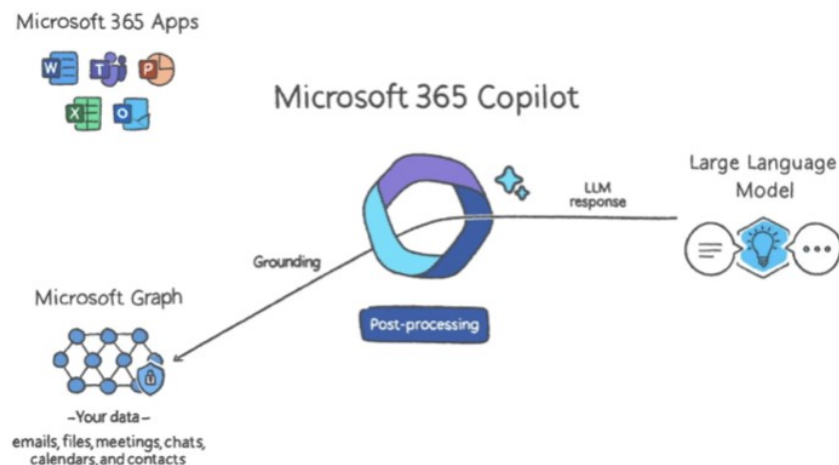 Microsoft 365 Apps
W
T
P
X
O
Microsoft 365 Copilot
Large Language
Model
LLM
response
Grounding
Microsoft Graph
Post-processing
–Your data–
emails, files, meetings, chats,
calendars, and contacts